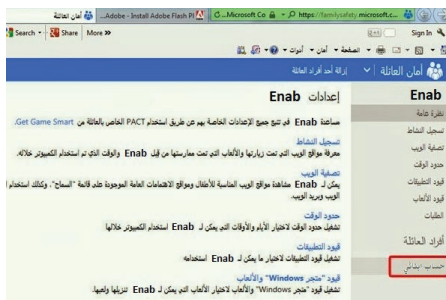 أمان العائلة
Adobe - Install Adobe Flash Pl...
Microsoft Co...
https://familysafety.microsoft.c...
Search
Share
More >>
Sign In
صفحة
أمان
أدوات
أمان العائلة
إزالة أحد أفراد العائلة
Enab
نظرة عامة
تسجيل النشاط
تصفية الويب
حدود الوقت
قيود التطبيقات
قيود الألعاب
الطلبات
أفراد العائلة
حساب ابنائي
إعدادات Enab
مساعدة Enab في تتبع جميع الإعدادات الخاصة بهم عن طريق استخدام PACT الخاص بالعائلة من Get Game Smart.
تسجيل النشاط
معرفة مواقع الويب التي تمت زيارتها والألعاب التي تمت ممارستها من قِبل Enab والوقت الذي تم استخدام الكمبيوتر خلاله.
تصفية الويب
يمكن لـ Enab مشاهدة مواقع الويب المناسبة للأطفال ومواقع الاهتمامات العامة الموجودة على قائمة "السماح". وكذلك استخدام
الويب وبريد الويب.
حدود الوقت
تشغيل حدود الوقت لاختيار الأيام والأوقات التي يمكن لـ Enab استخدام الكمبيوتر خلالها
قيود التطبيقات
تشغيل قيود التطبيقات لاختيار ما يمكن لـ Enab استخدامه
قيود "متجر Windows" والألعاب
تشغيل قيود "متجر Windows" والألعاب لاختيار الألعاب التي يمكن لـ Enab تنزيلها ولعبها.